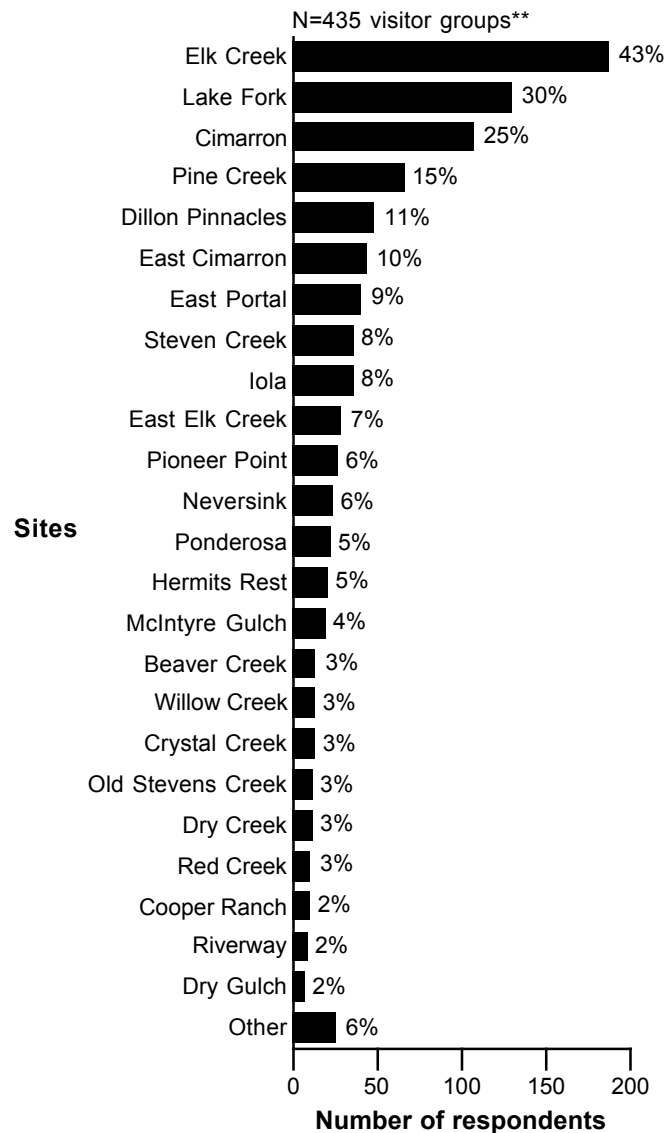 N=435 visitor groups**
Elk Creek 43%
Lake Fork 30%
Cimarron 25%
Pine Creek 15%
Dillon Pinnacles 11%
East Cimarron 10%
East Portal 9%
Steven Creek 8%
Iola 8%
East Elk Creek 7%
Pioneer Point 6%
Neversink 6%
Sites
Ponderosa 5%
Hermits Rest 5%
McIntyre Gulch 4%
Beaver Creek 3%
Willow Creek 3%
Crystal Creek 3%
Old Stevens Creek 3%
Dry Creek 3%
Red Creek 3%
Cooper Ranch 2%
Riverway 2%
Dry Gulch 2%
Other 6%
0 50 100 150 200
Number of respondents